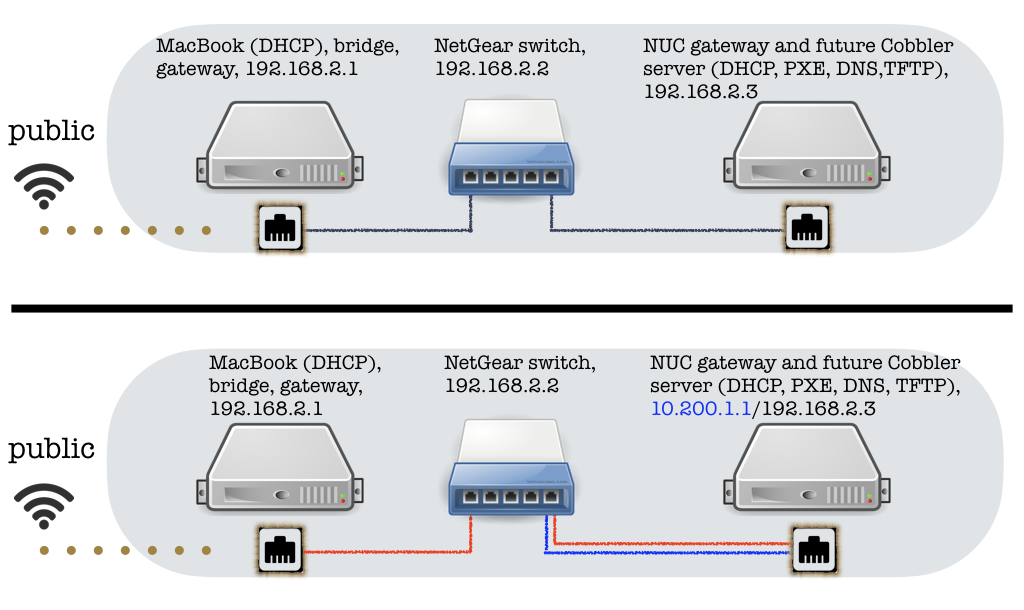 MacBook (DHCP), bridge,
gateway, 192.168.2.1
NetGear switch,
192.168.2.2
NUC gateway and future Cobbler
server (DHCP, PXE, DNS,TFTP),
192.168.2.3
public
MacBook (DHCP),
bridge, gateway,
192.168.2.1
NetGear switch,
192.168.2.2
NUC gateway and future Cobbler
server (DHCP, PXE, DNS, TFTP),
10.200.1.1/192.168.2.3
public